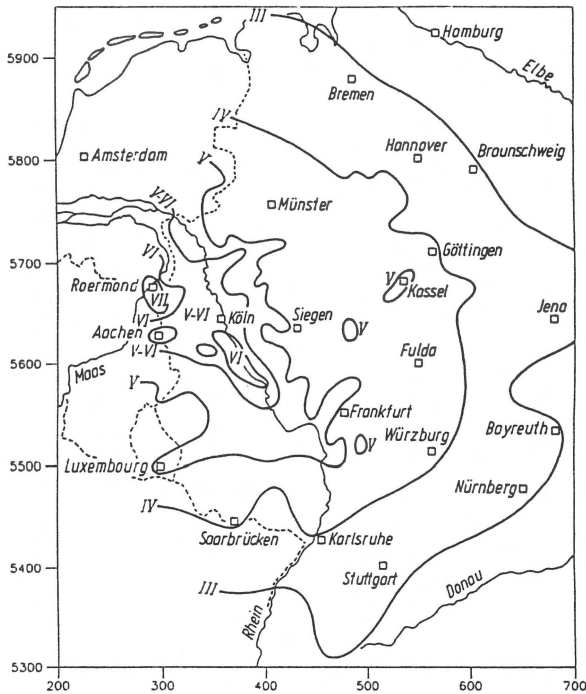 III
5900
Homburg
Elbe
Bremen
IV
Hannover
Braunschweig
5800
Amsterdam
V
V-VI
Münster
Göttingen
VI
5700
Roermond
VII
V
Kassel
VI
V-VI
Köln
Siegen
V
Jena
Aachen
V-VI
VI
5600
Maas
Fulda
V
Frankfurt
V
Würzburg
Bayreuth
5500
Luxembourg
Nürnberg
IV
Saarbrücken
Karlsruhe
5400
Stuttgart
III
Rhein
Donau
5300
200 300 400 500 600 700